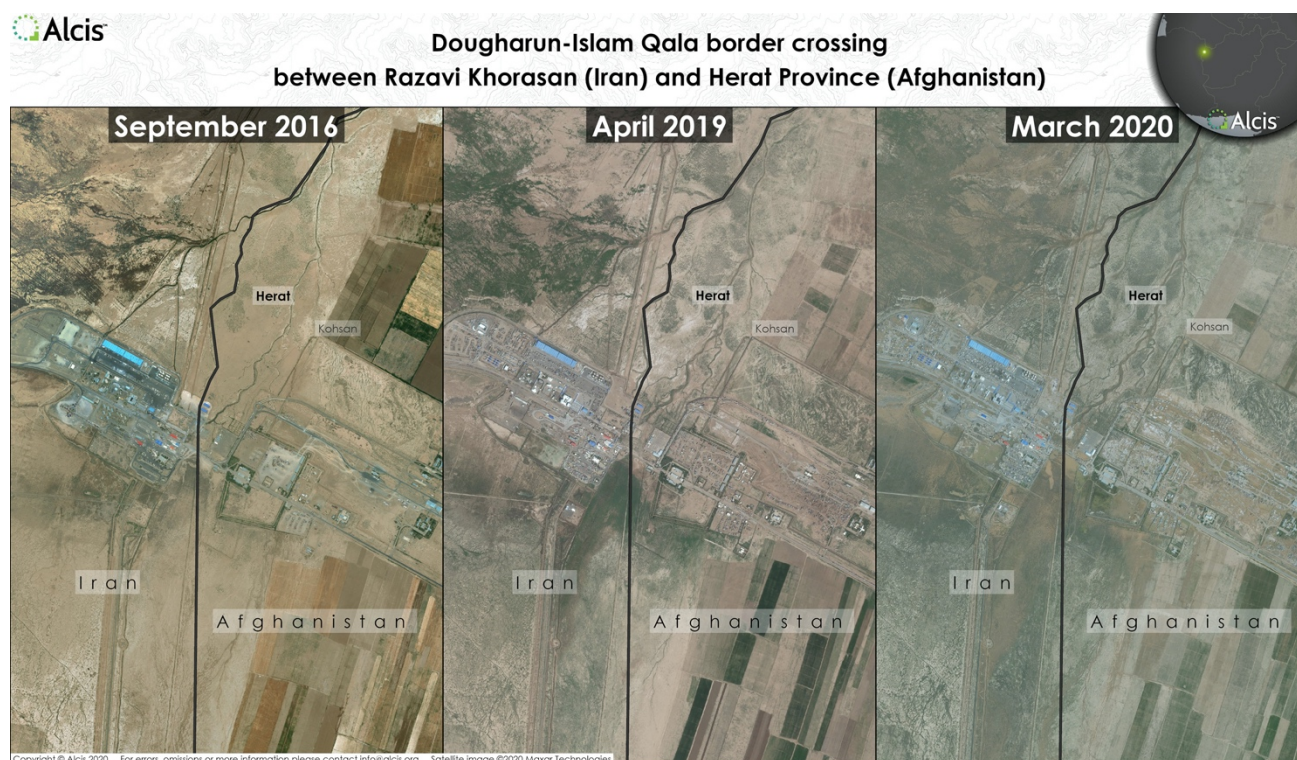 Alcis
Dougharun-Islam Qala border crossing
between Razavi Khorasan (Iran) and Herat Province (Afghanistan)
Alcis
September 2016
Herat
Kohsan
Iran
Afghanistan
April 2019
Herat
Kohsan
Iran
Afghanistan
March 2020
Herat
Kohsan
Iran
Afghanistan
Copyright © Alcis 2020 For errors, omissions or more information please contact info@alcis.org Satellite image ©2020 Maxar Technologies